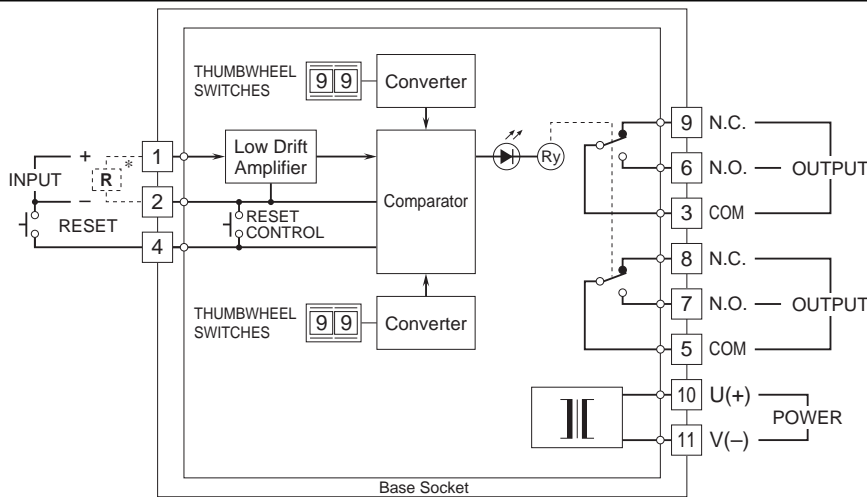 THUMBWHEEL
SWITCHES
9 9
Converter
INPUT
+
–
R
*
1
2
4
RESET
Low Drift
Amplifier
RESET
CONTROL
Comparator
Ry
9 N.C.
6 N.O.
3 COM
OUTPUT
8 N.C.
7 N.O.
5 COM
OUTPUT
THUMBWHEEL
SWITCHES
9 9
Converter
10 U(+)
11 V(–)
POWER
Base Socket